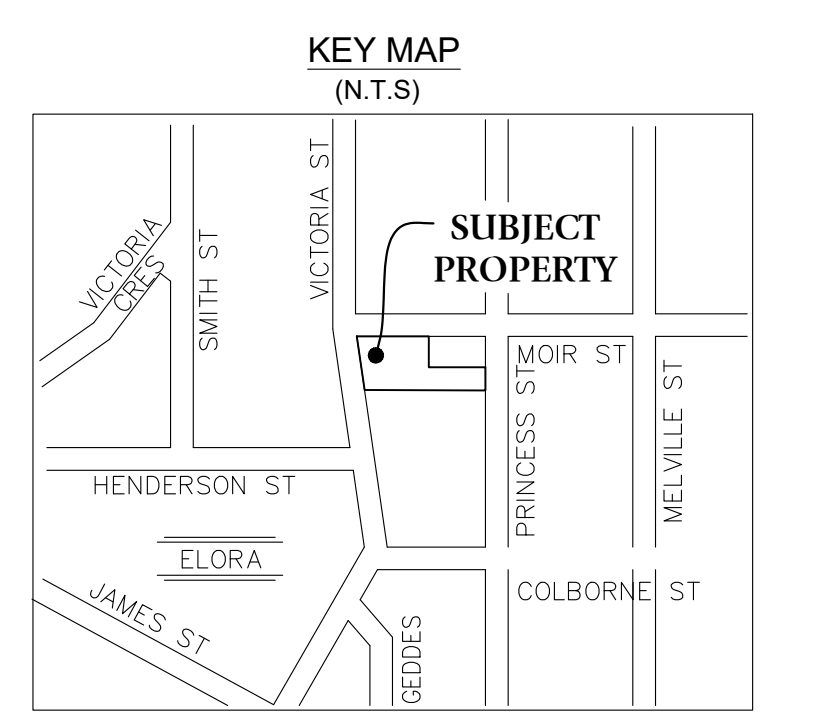 KEY MAP
(N.T.S)
VICTORIA ST
VICTORIA
CRES
SMITH ST
SUBJECT
PROPERTY
MOIR ST
PRINCESS ST
MELVILLE ST
HENDERSON ST
ELORA
JAMES ST
COLBORNE ST
GEDDES